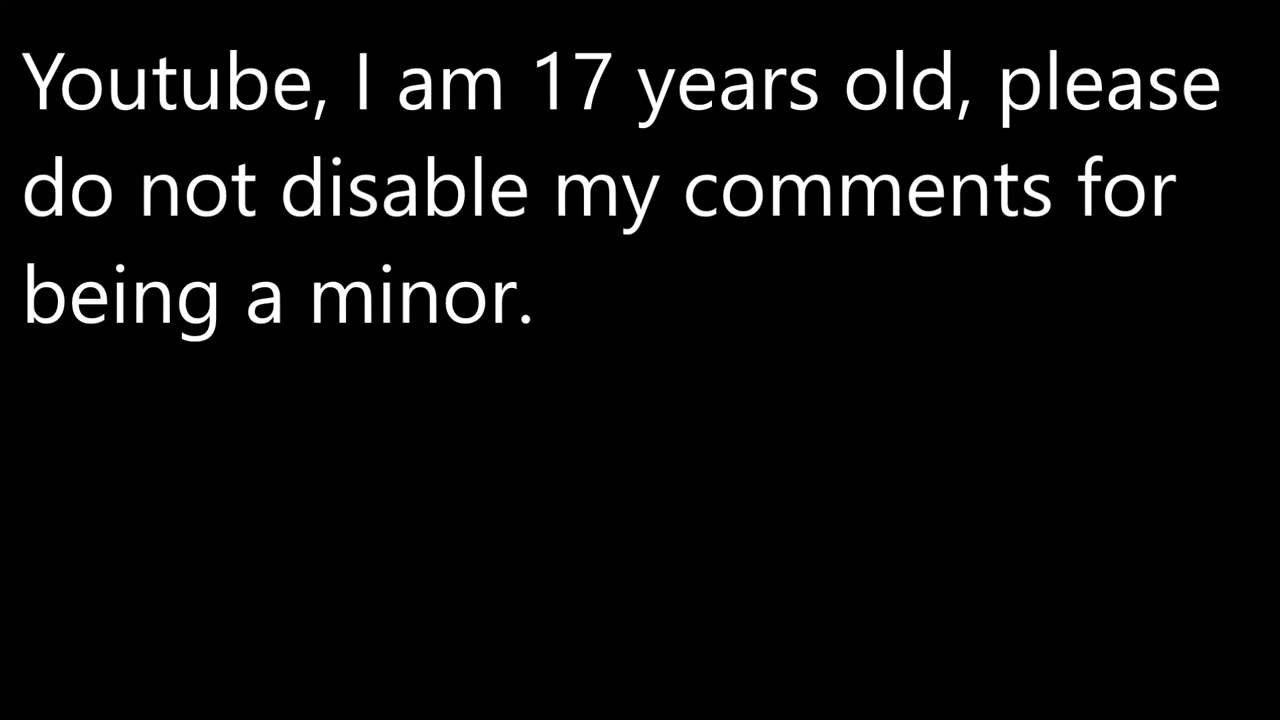 Youtube, I am 17 years old, please
do not disable my comments for
being a minor.